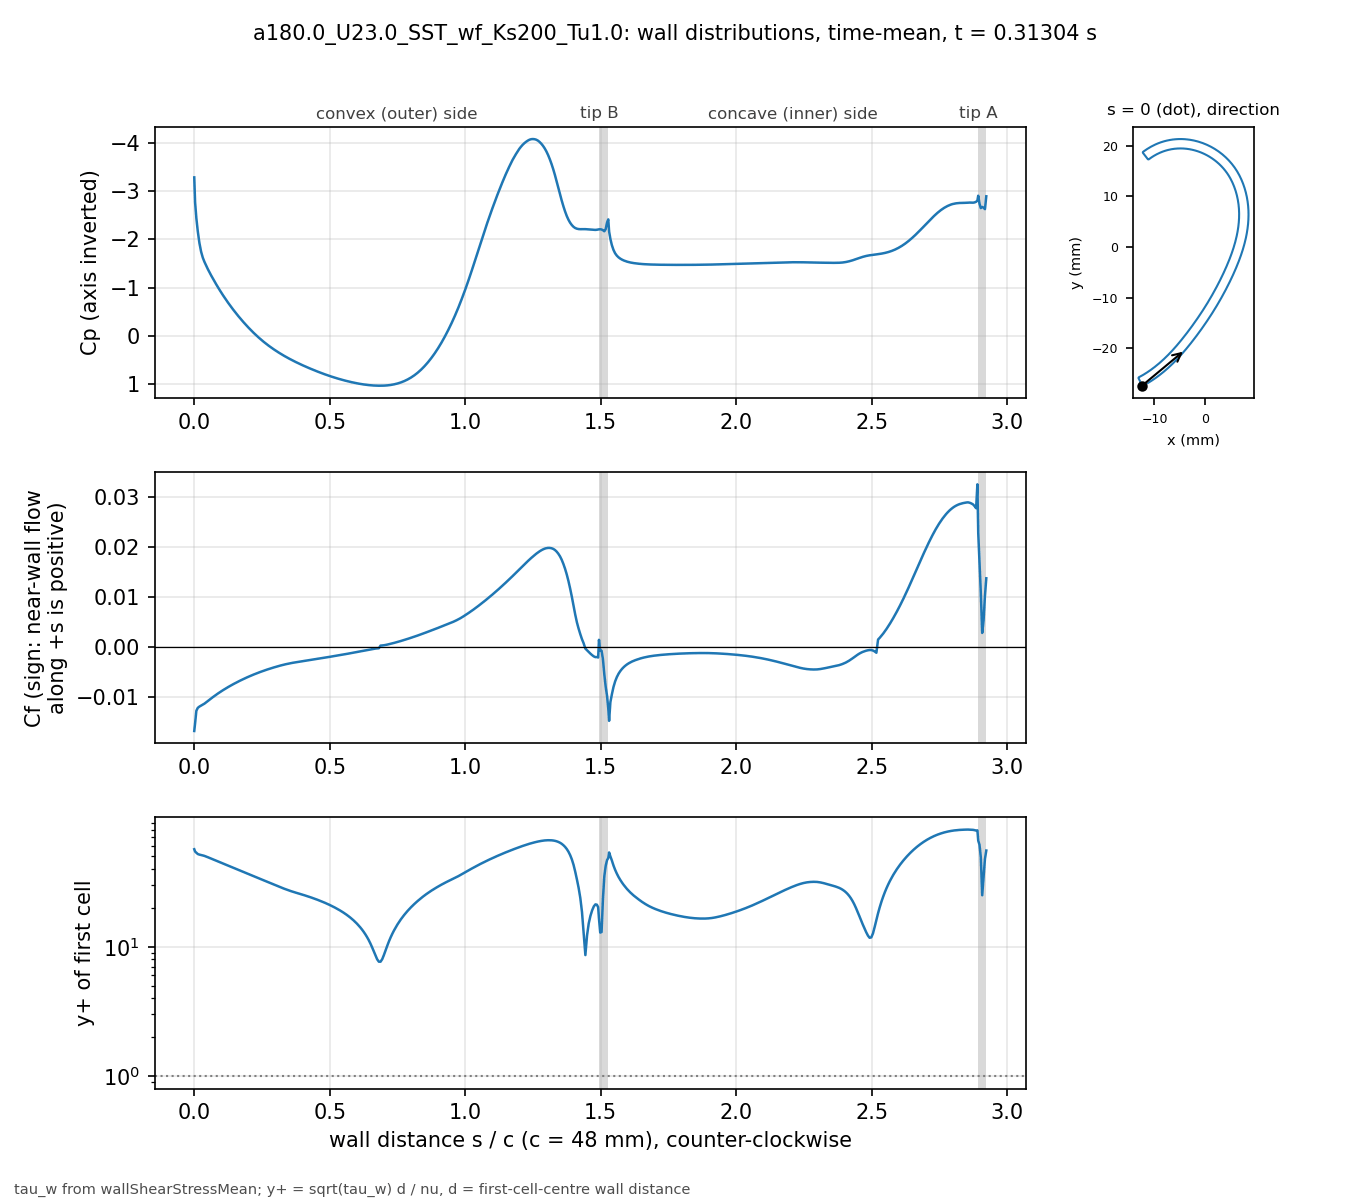 a180.0_U23.0_SST_wf_Ks200_Tu1.0: wall distributions, time-mean, t = 0.31304 s
convex (outer) side
tip B
concave (inner) side
tip A
Cp (axis inverted)
−4
−3
−2
−1
0
1
0.0 0.5 1.0 1.5 2.0 2.5 3.0
s = 0 (dot), direction
y (mm)
20
10
0
−10
−20
−10 0
x (mm)
Cf (sign: near-wall flow
along +s is positive)
0.03
0.02
0.01
0.00
−0.01
0.0 0.5 1.0 1.5 2.0 2.5 3.0
y+ of first cell
10¹
10⁰
0.0 0.5 1.0 1.5 2.0 2.5 3.0
wall distance s / c (c = 48 mm), counter-clockwise
tau_w from wallShearStressMean; y+ = sqrt(tau_w) d / nu, d = first-cell-centre wall distance